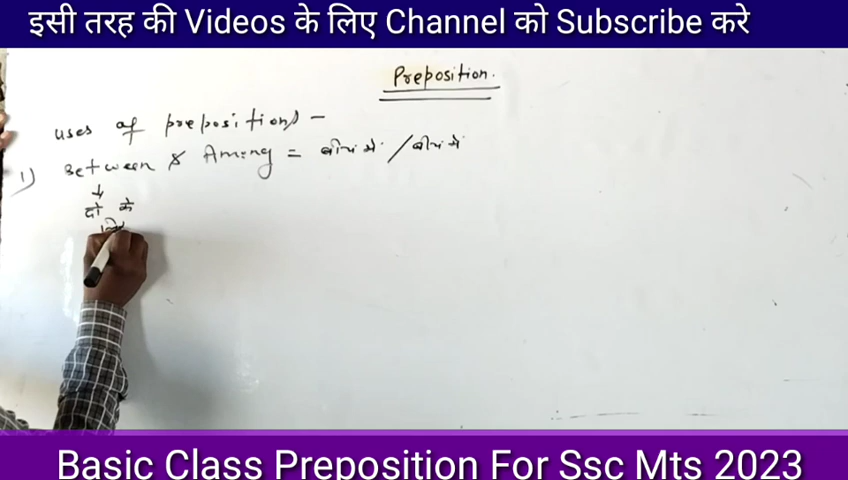 इसी तरह की Videos के लिए Channel को Subscribe करे
Preposition.
uses of prepositions -
1) Between & Among = बीच में / बीच में
↓
दो के
Basic Class Preposition For Ssc Mts 2023